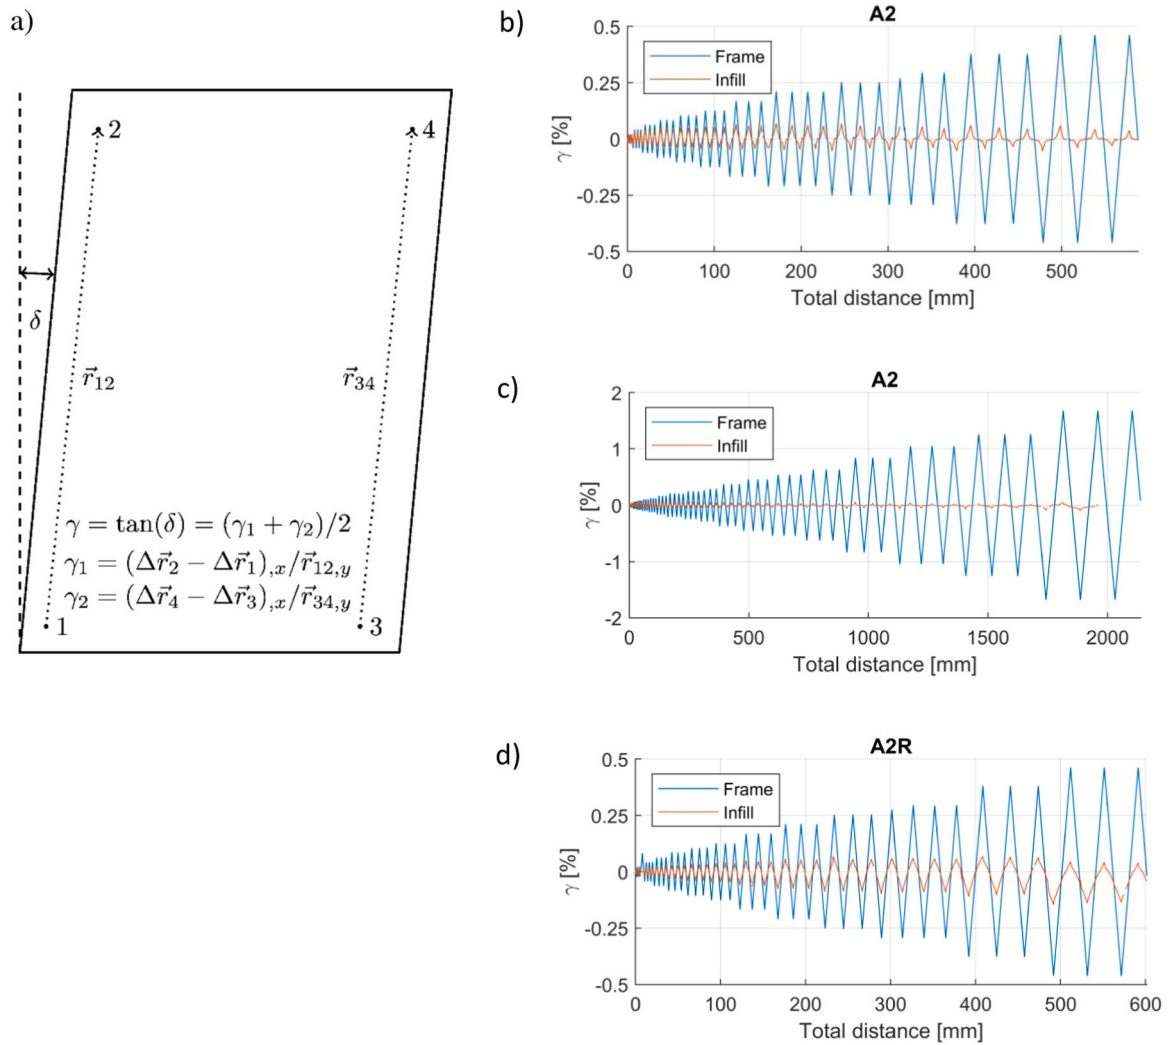 a)
2
4
δ
r⃗12
r⃗34
γ = tan(δ) = (γ1 + γ2)/2
γ1 = (Δr⃗2 − Δr⃗1),x/r⃗12,y
γ2 = (Δr⃗4 − Δr⃗3),x/r⃗34,y
1
3
b)
A2
Frame
Infill
γ [%]
0.5
0.25
0
-0.25
-0.5
0 100 200 300 400 500
Total distance [mm]
c)
A2
Frame
Infill
γ [%]
2
1
0
-1
-2
0 500 1000 1500 2000
Total distance [mm]
d)
A2R
Frame
Infill
γ [%]
0.5
0.25
0
-0.25
-0.5
0 100 200 300 400 500 600
Total distance [mm]